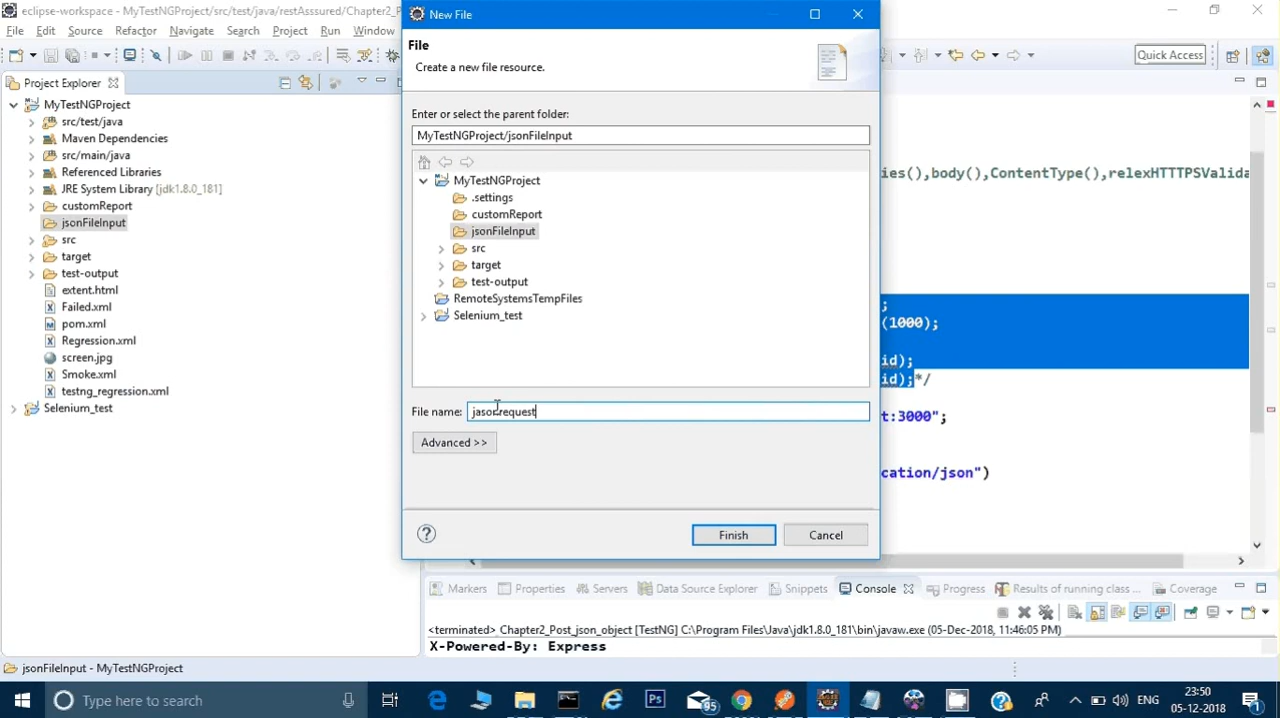 eclipse-workspace - MyTestNGProject/src/test/java/restAsssured/Chapter2_P
File Edit Source Refactor Navigate Search Project Run Window
Quick Access
Project Explorer
MyTestNGProject
src/test/java
Maven Dependencies
src/main/java
Referenced Libraries
JRE System Library [jdk1.8.0_181]
customReport
jsonFileInput
src
target
test-output
extent.html
Failed.xml
pom.xml
Regression.xml
screen.jpg
Smoke.xml
testng_regression.xml
Selenium_test
New File
File
Create a new file resource.
Enter or select the parent folder:
MyTestNGProject/jsonFileInput
MyTestNGProject
.settings
customReport
jsonFileInput
src
target
test-output
RemoteSystemsTempFiles
Selenium_test
File name: jasonrequest
Advanced >>
Finish Cancel
ies(),body(),ContentType(),relexHTTTPSValida
;
(1000);
id);
id);*/
t:3000";
cation/json")
Markers Properties Servers Data Source Explorer Snippets Console Progress Results of running class ... Coverage
<terminated> Chapter2_Post_json_object [TestNG] C:\Program Files\Java\jdk1.8.0_181\bin\javaw.exe (05-Dec-2018, 11:46:05 PM)
X-Powered-By: Express
jsonFileInput - MyTestNGProject
Type here to search
95
ENG
23:50
05-12-2018
1